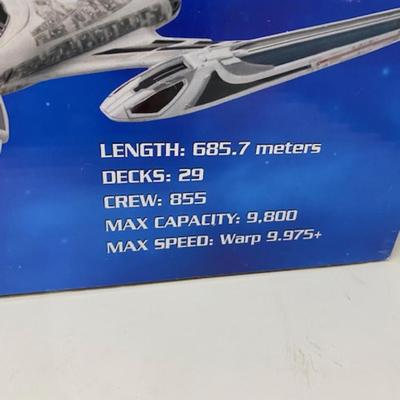 LENGTH: 685.7 meters
DECKS: 29
CREW: 855
MAX CAPACITY: 9,800
MAX SPEED: Warp 9.975+